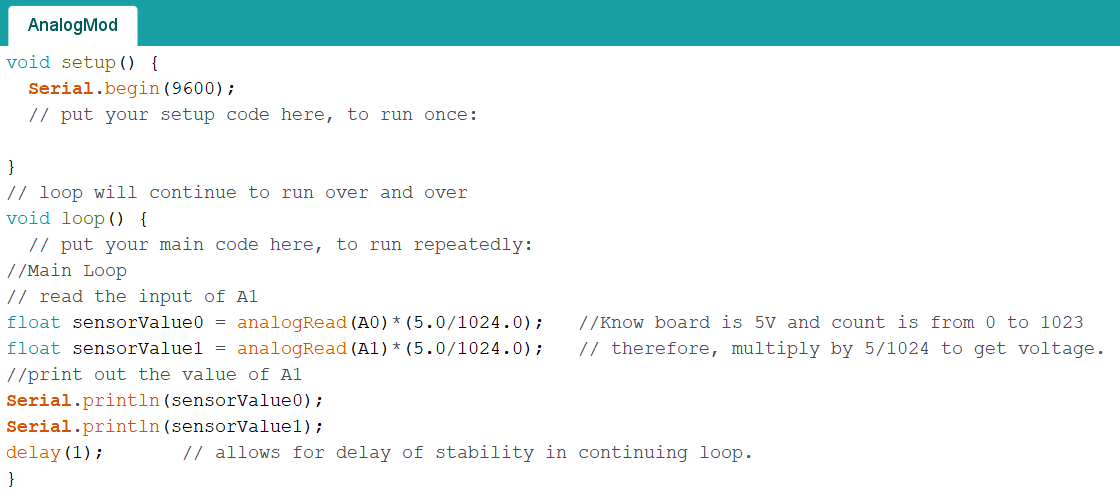 AnalogMod
void setup() {
  Serial.begin(9600);
  // put your setup code here, to run once:

}
// loop will continue to run over and over
void loop() {
  // put your main code here, to run repeatedly:
//Main Loop
// read the input of A1
float sensorValue0 = analogRead(A0)*(5.0/1024.0);   //Know board is 5V and count is from 0 to 1023
float sensorValue1 = analogRead(A1)*(5.0/1024.0);   // therefore, multiply by 5/1024 to get voltage.
//print out the value of A1
Serial.println(sensorValue0);
Serial.println(sensorValue1);
delay(1);       // allows for delay of stability in continuing loop.
}